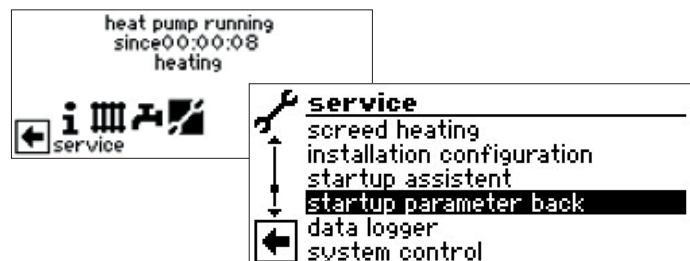 heat pump running
since00:00:08
heating
service
service
screed heating
installation configuration
startup assistent
startup parameter back
data logger
system control